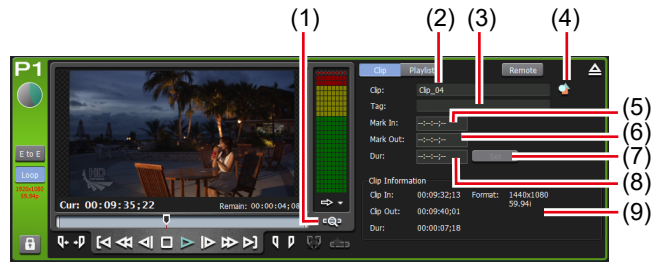 (1)
(2)
(3)
(4)
P1
Clip
Playlist
Remote
Clip:
Clip_04
Tag:
(5)
Mark In:
--:--:--;--
(6)
Mark Out:
--:--:--;--
E to E
(7)
Dur:
--:--:--;--
Loop
(8)
1920x1080
59.94p
HD
Clip Information
Clip In:
00:09:32;13
Format:
1440x1080
59.94i
Cur: 00:09:35;22
Remain: 00:00:04;08
(9)
Clip Out:
00:09:40;01
Dur:
00:00:07;18